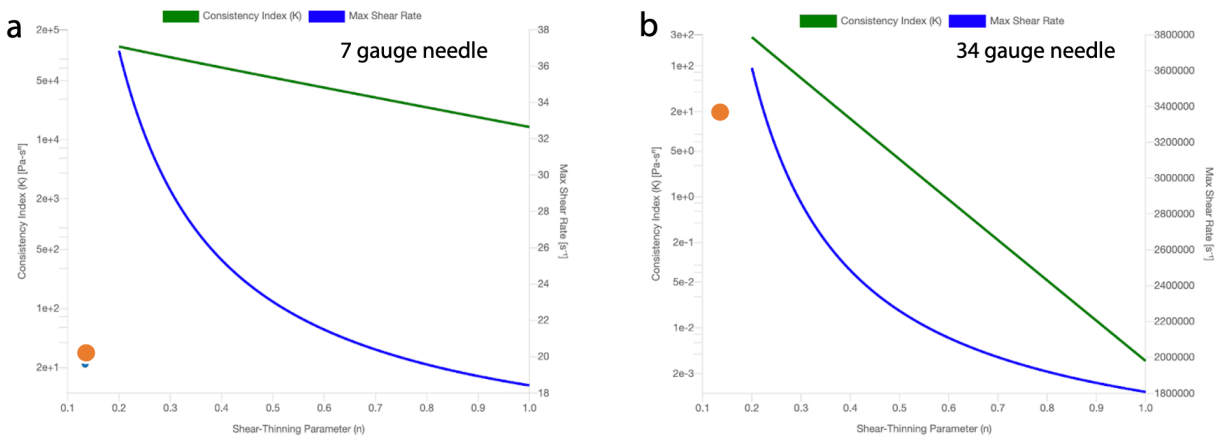 a
Consistency Index (K) Max Shear Rate
7 gauge needle
2e+5
5e+4
1e+4
2e+3
5e+2
1e+2
2e+1
Consistency Index (K) [Pa-sⁿ]
38
36
34
32
30
28
26
24
22
20
18
Max Shear Rate [s⁻¹]
0.1 0.2 0.3 0.4 0.5 0.6 0.7 0.8 0.9 1.0
Shear-Thinning Parameter (n)
b
Consistency Index (K) Max Shear Rate
34 gauge needle
3e+2
1e+2
2e+1
5e+0
1e+0
2e-1
5e-2
1e-2
2e-3
Consistency Index (K) [Pa-sⁿ]
3800000
3600000
3400000
3200000
3000000
2800000
2600000
2400000
2200000
2000000
1800000
Max Shear Rate [s⁻¹]
0.1 0.2 0.3 0.4 0.5 0.6 0.7 0.8 0.9 1.0
Shear-Thinning Parameter (n)